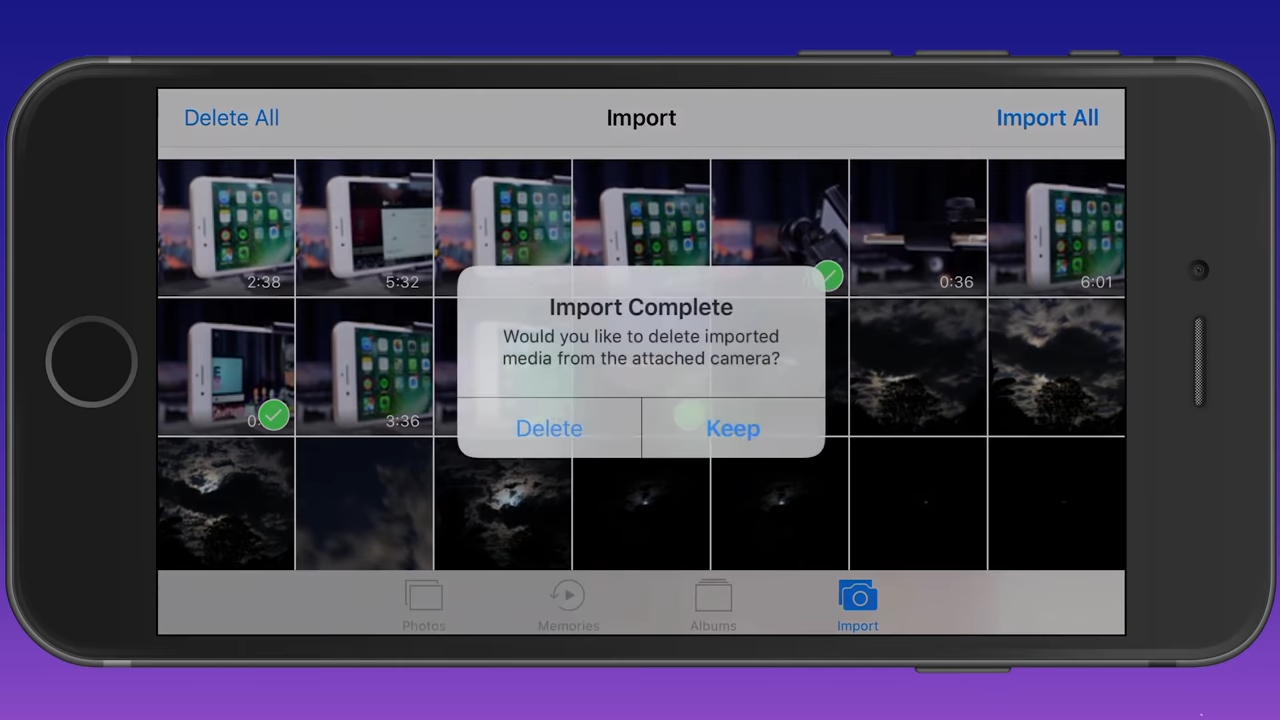 Delete All
Import
Import All
2:38
5:32
0:36
6:01
Import Complete
Would you like to delete imported
media from the attached camera?
3:36
Delete
Keep
Photos
Memories
Albums
Import